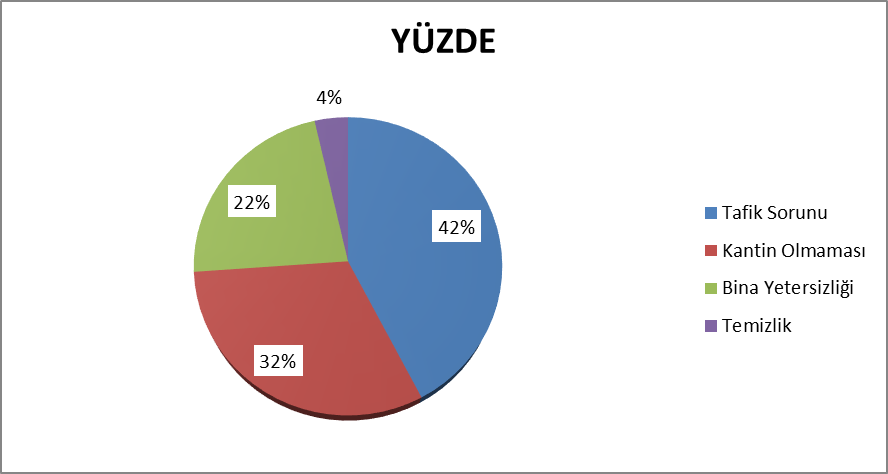 YÜZDE
4%
22%
42%
32%
Tafik Sorunu
Kantin Olmaması
Bina Yetersizliği
Temizlik